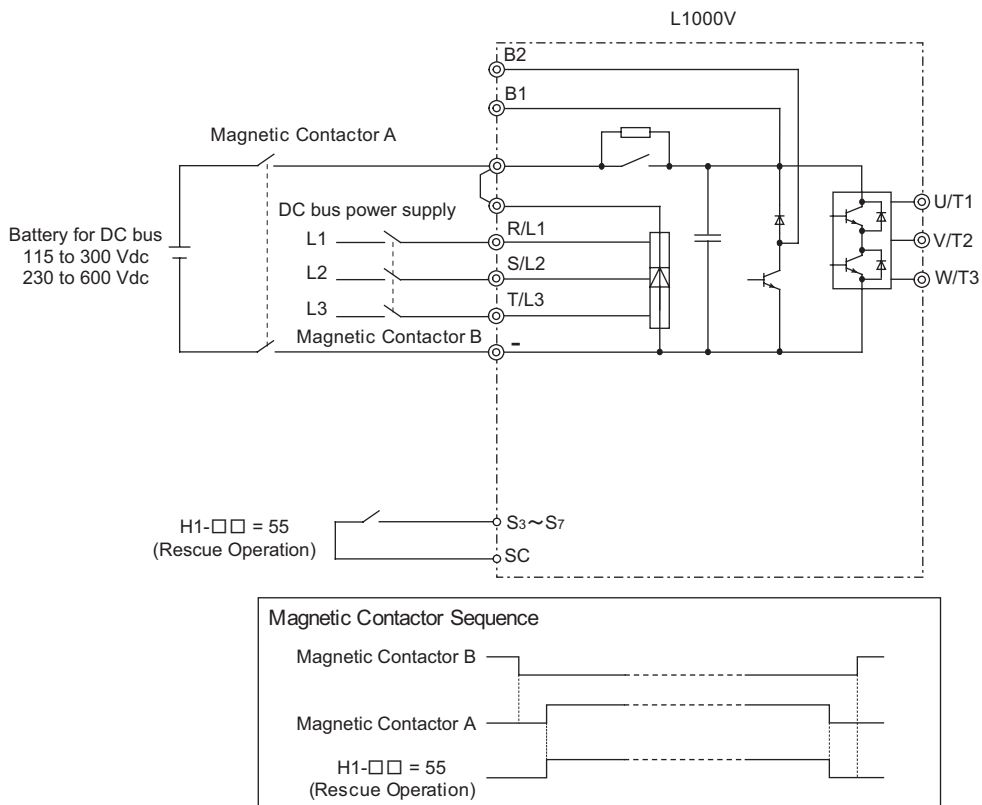 L1000V
B2
B1
Magnetic Contactor A
DC bus power supply
Battery for DC bus
115 to 300 Vdc
230 to 600 Vdc
L1
R/L1
L2
S/L2
L3
T/L3
Magnetic Contactor B
-
U/T1
V/T2
W/T3
H1-□□ = 55
(Rescue Operation)
S3~S7
SC
Magnetic Contactor Sequence
Magnetic Contactor B
Magnetic Contactor A
H1-□□ = 55
(Rescue Operation)